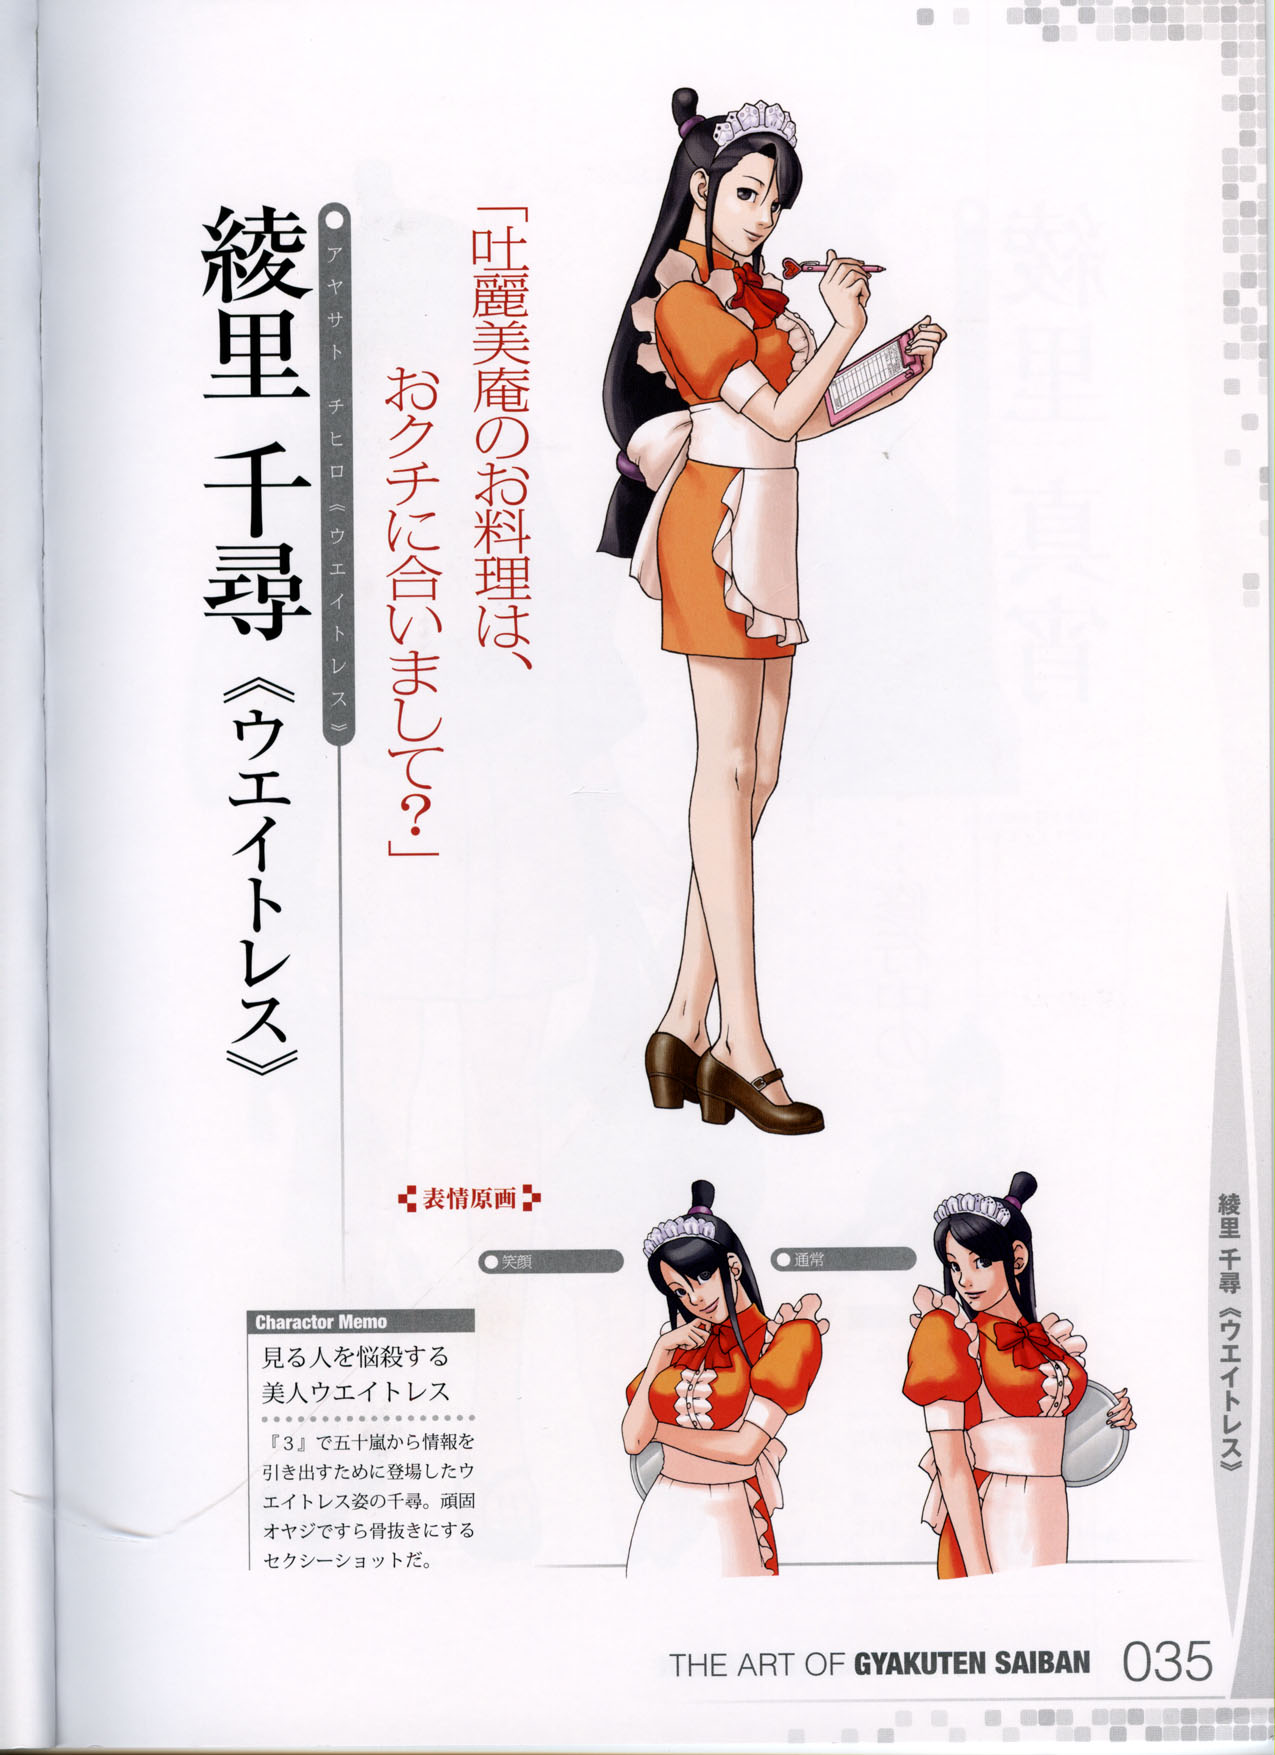 綾里 千尋《ウエイトレス》
アヤサト チヒロ《ウエイトレス》
「吐麗美庵のお料理は、
おクチに合いまして？」
表情原画
笑顔
通常
Charactor Memo
見る人を悩殺する
美人ウエイトレス
『3』で五十嵐から情報を
引き出すために登場したウ
エイトレス姿の千尋。頑固
オヤジですら骨抜きにする
セクシーショットだ。
綾里 千尋《ウエイトレス》
THE ART OF GYAKUTEN SAIBAN 035